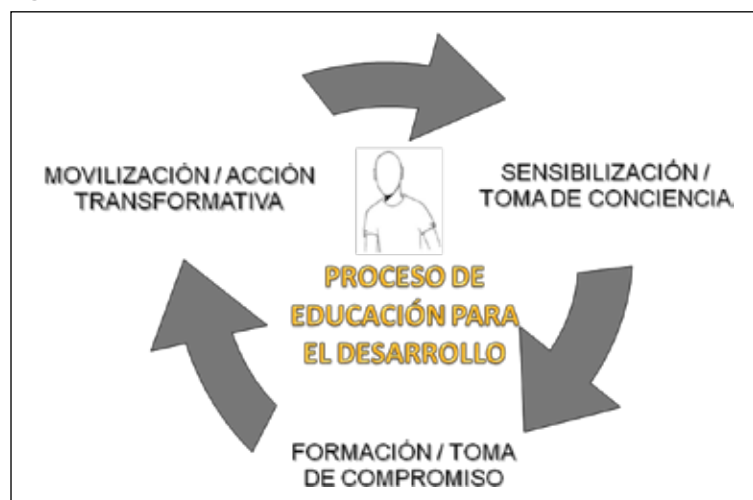 MOVILIZACIÓN / ACCIÓN
TRANSFORMATIVA
SENSIBILIZACIÓN /
TOMA DE CONCIENCIA
PROCESO DE
EDUCACIÓN PARA
EL DESARROLLO
FORMACIÓN / TOMA
DE COMPROMISO